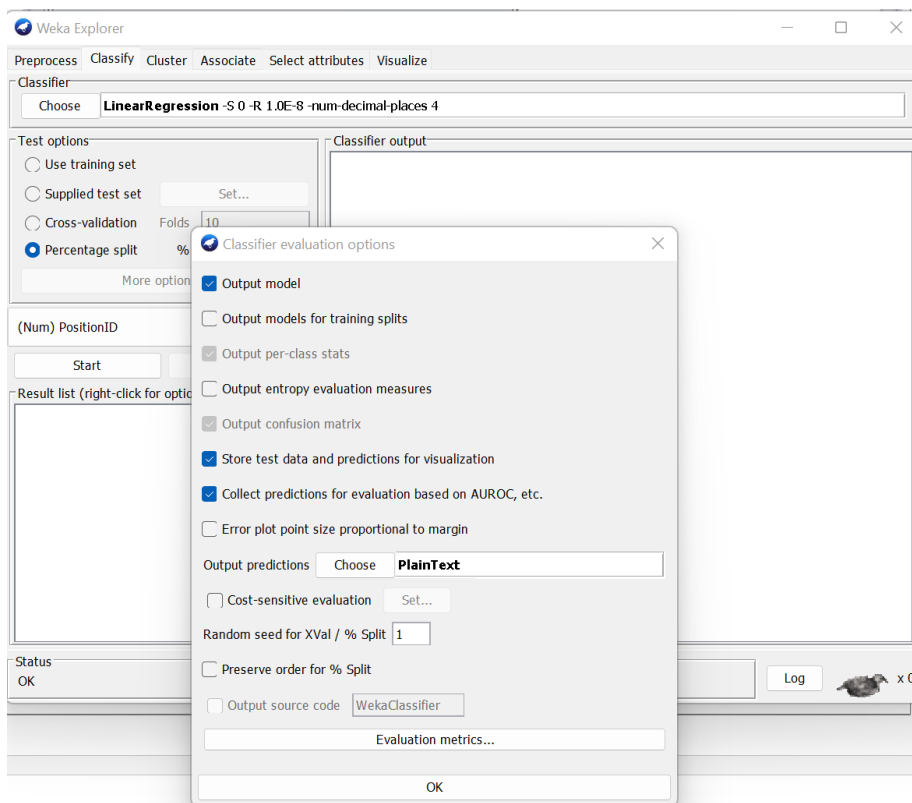 Weka Explorer
Preprocess Classify Cluster Associate Select attributes Visualize
Classifier
Choose LinearRegression -S 0 -R 1.0E-8 -num-decimal-places 4
Test options
Use training set
Supplied test set Set...
Cross-validation Folds 10
Percentage split %
More option
(Num) PositionID
Start
Result list (right-click for optio
Classifier output
Classifier evaluation options
Output model
Output models for training splits
Output per-class stats
Output entropy evaluation measures
Output confusion matrix
Store test data and predictions for visualization
Collect predictions for evaluation based on AUROC, etc.
Error plot point size proportional to margin
Output predictions Choose PlainText
Cost-sensitive evaluation Set...
Random seed for XVal / % Split 1
Preserve order for % Split
Output source code WekaClassifier
Evaluation metrics...
OK
Status
OK
Log
x 0